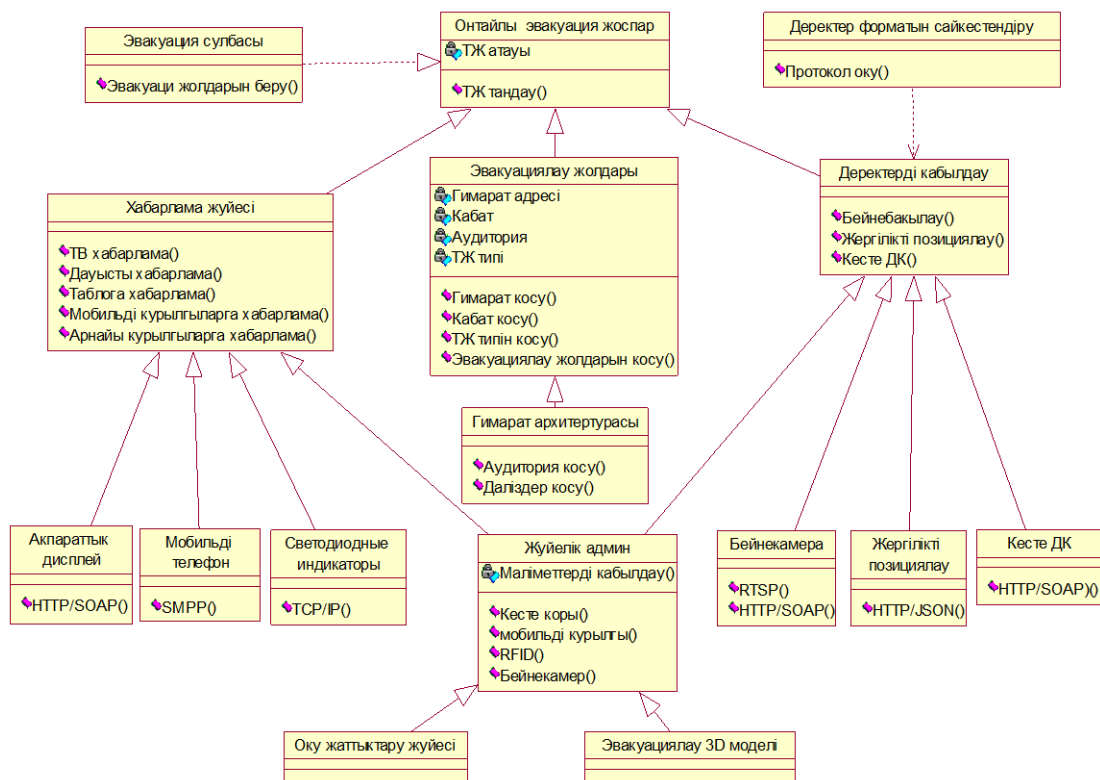 Эвакуация сулбасы
Эвакуаци жолдарын беру()
Онтайлы эвакуация жоспар
ТЖ атауы
ТЖ тандау()
Деректер форматын сайкестендіру
Протокол оку()
Хабарлама жуйесі
ТВ хабарлама()
Дауысты хабарлама()
Таблога хабарлама()
Мобильді курылгыларга хабарлама()
Арнайы курылгыларга хабарлама()
Эвакуациялау жолдары
Гимарат адресі
Кабат
Аудитория
ТЖ типі
Гимарат косу()
Кабат косу()
ТЖ типін косу()
Эвакуациялау жолдарын косу()
Деректерді кабылдау
Бейнебакылау()
Жергілікті позициялау()
Кесте ДК()
Гимарат архитертурасы
Аудитория косу()
Даліздер косу()
Акпараттык
дисплей
HTTP/SOAP()
Мобильді
телефон
SMPP()
Светодиодные
индикаторы
TCP/IP()
Жуйелік админ
Маліметтерді кабылдау()
Кесте коры()
мобильді курылгы()
RFID()
Бейнекамер()
Бейнекамера
RTSP()
HTTP/SOAP()
Жергілікті
позициялау
HTTP/JSON()
Кесте ДК
HTTP/SOAP)()
Оку жаттыктару жуйесі
Эвакуациялау 3D моделі